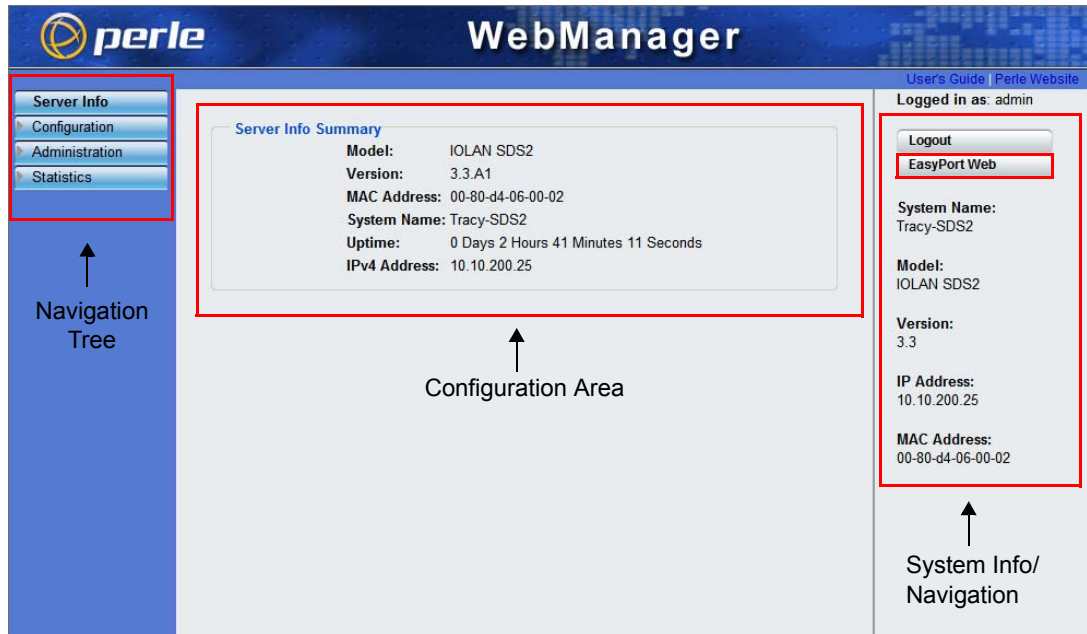 perle
WebManager
User's Guide | Perle Website
Server Info
Configuration
Administration
Statistics
Navigation
Tree
Server Info Summary
Model: IOLAN SDS2
Version: 3.3.A1
MAC Address: 00-80-d4-06-00-02
System Name: Tracy-SDS2
Uptime: 0 Days 2 Hours 41 Minutes 11 Seconds
IPv4 Address: 10.10.200.25
Configuration Area
Logged in as: admin
Logout
EasyPort Web
System Name:
Tracy-SDS2
Model:
IOLAN SDS2
Version:
3.3
IP Address:
10.10.200.25
MAC Address:
00-80-d4-06-00-02
System Info/
Navigation